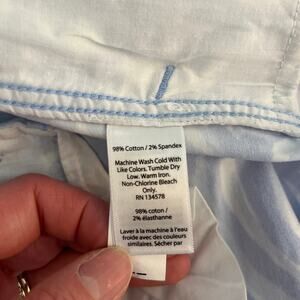 98% Cotton / 2% Spandex
Machine Wash Cold With
Like Colors. Tumble Dry
Low. Warm Iron.
Non-Chlorine Bleach
Only.
RN 134578
98% coton /
2% élasthanne
Laver à la machine à l'eau
froide avec des couleurs
similaires. Sécher par